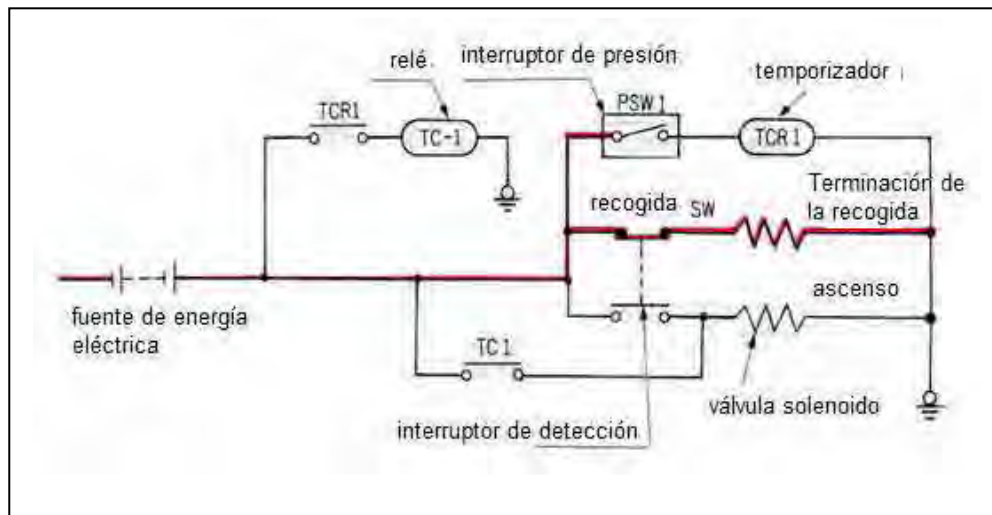 relé
interruptor de presión
temporizador
TCR1
TC-1
PSW1
TCR1
recogida
SW
Terminación de
la recogida
fuente de energía
eléctrica
ascenso
TC1
válvula solenoido
interruptor de detección